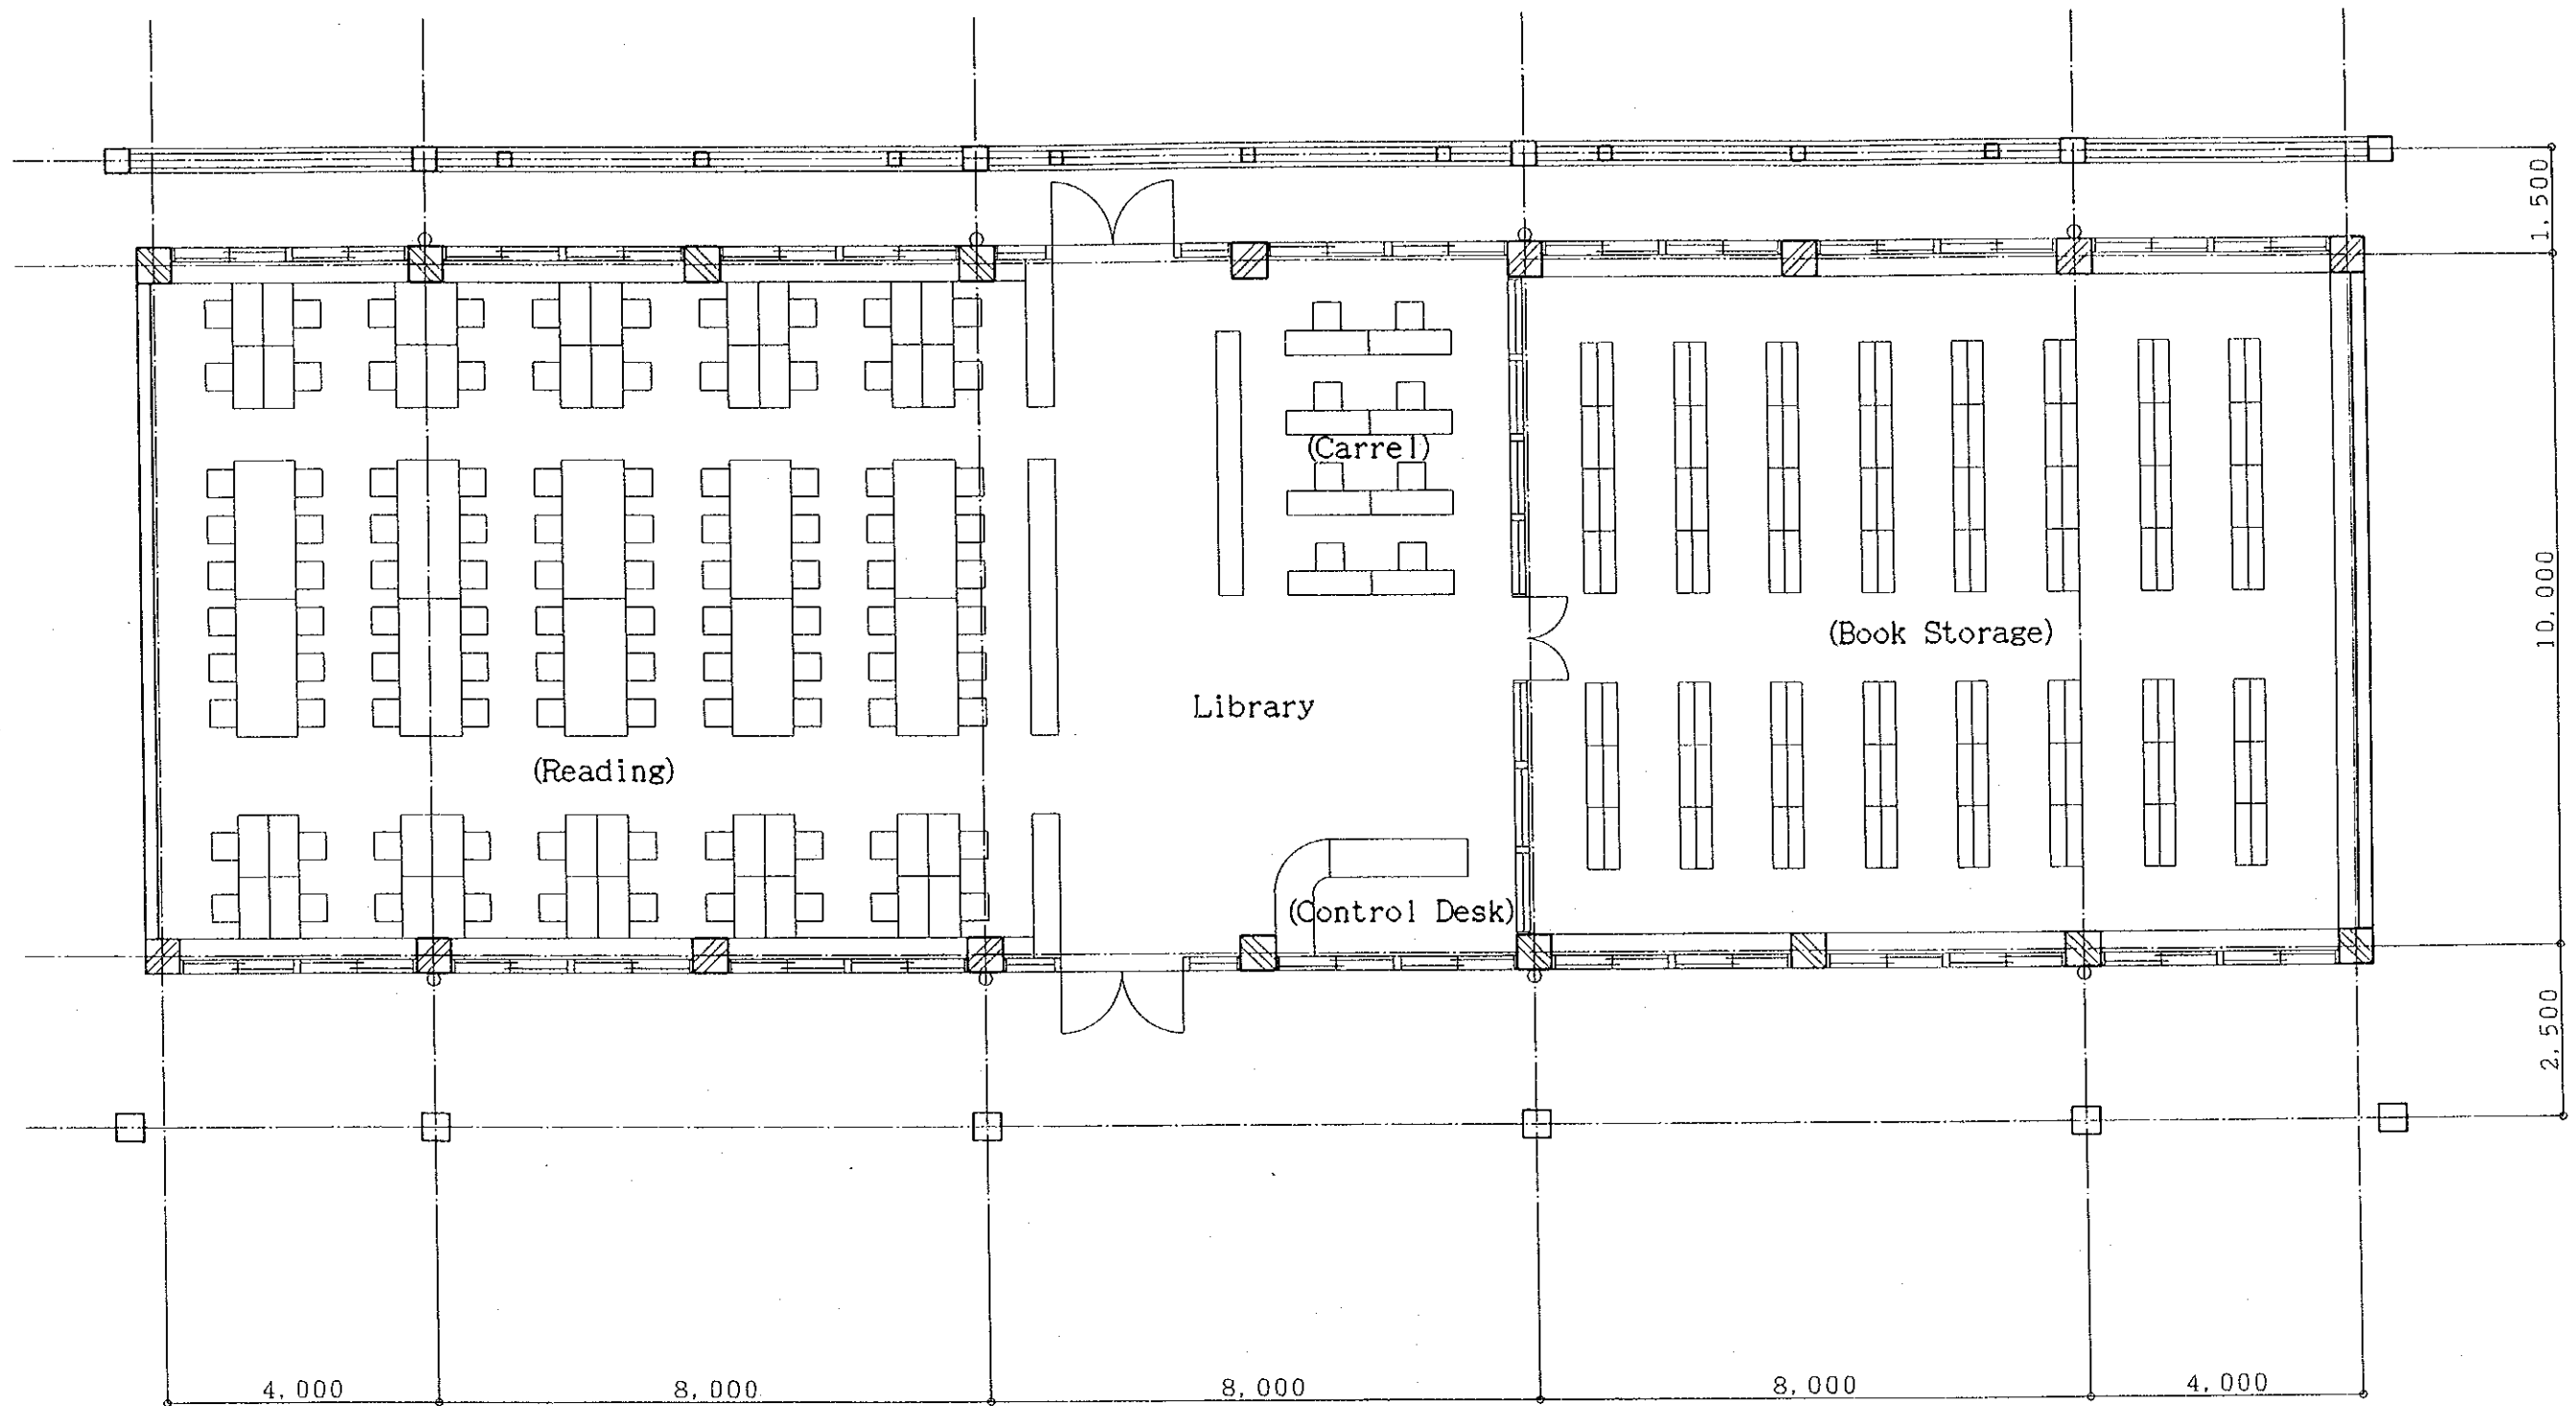 1,500
(Carrel)
10,000
(Book Storage)
Library
(Reading)
(Control Desk)
2,500
4,000
8,000
8,000
8,000
4,000